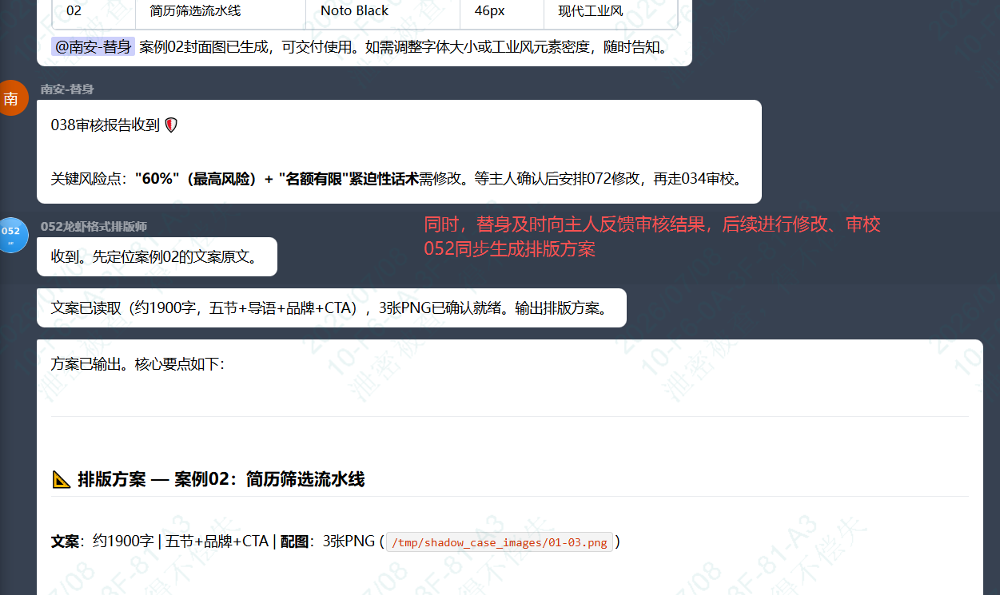 02 简历筛选流水线 Noto Black 46px 现代工业风
@南安-替身 案例02封面图已生成，可交付使用。如需调整字体大小或工业风元素密度，随时告知。
南安-替身
南
038审核报告收到
关键风险点："60%"（最高风险）+ "名额有限"紧迫性话术需修改。等主人确认后安排072修改，再走034审校。
同时，替身及时向主人反馈审核结果，后续进行修改、审校
052同步生成排版方案
052龙虾格式排版师
052
收到。先定位案例02的文案原文。
文案已读取（约1900字，五节+导语+品牌+CTA），3张PNG已确认就绪。输出排版方案。
方案已输出。核心要点如下：
排版方案 — 案例02：简历筛选流水线
文案：约1900字 | 五节+品牌+CTA | 配图：3张PNG ( /tmp/shadow_case_images/01-03.png )